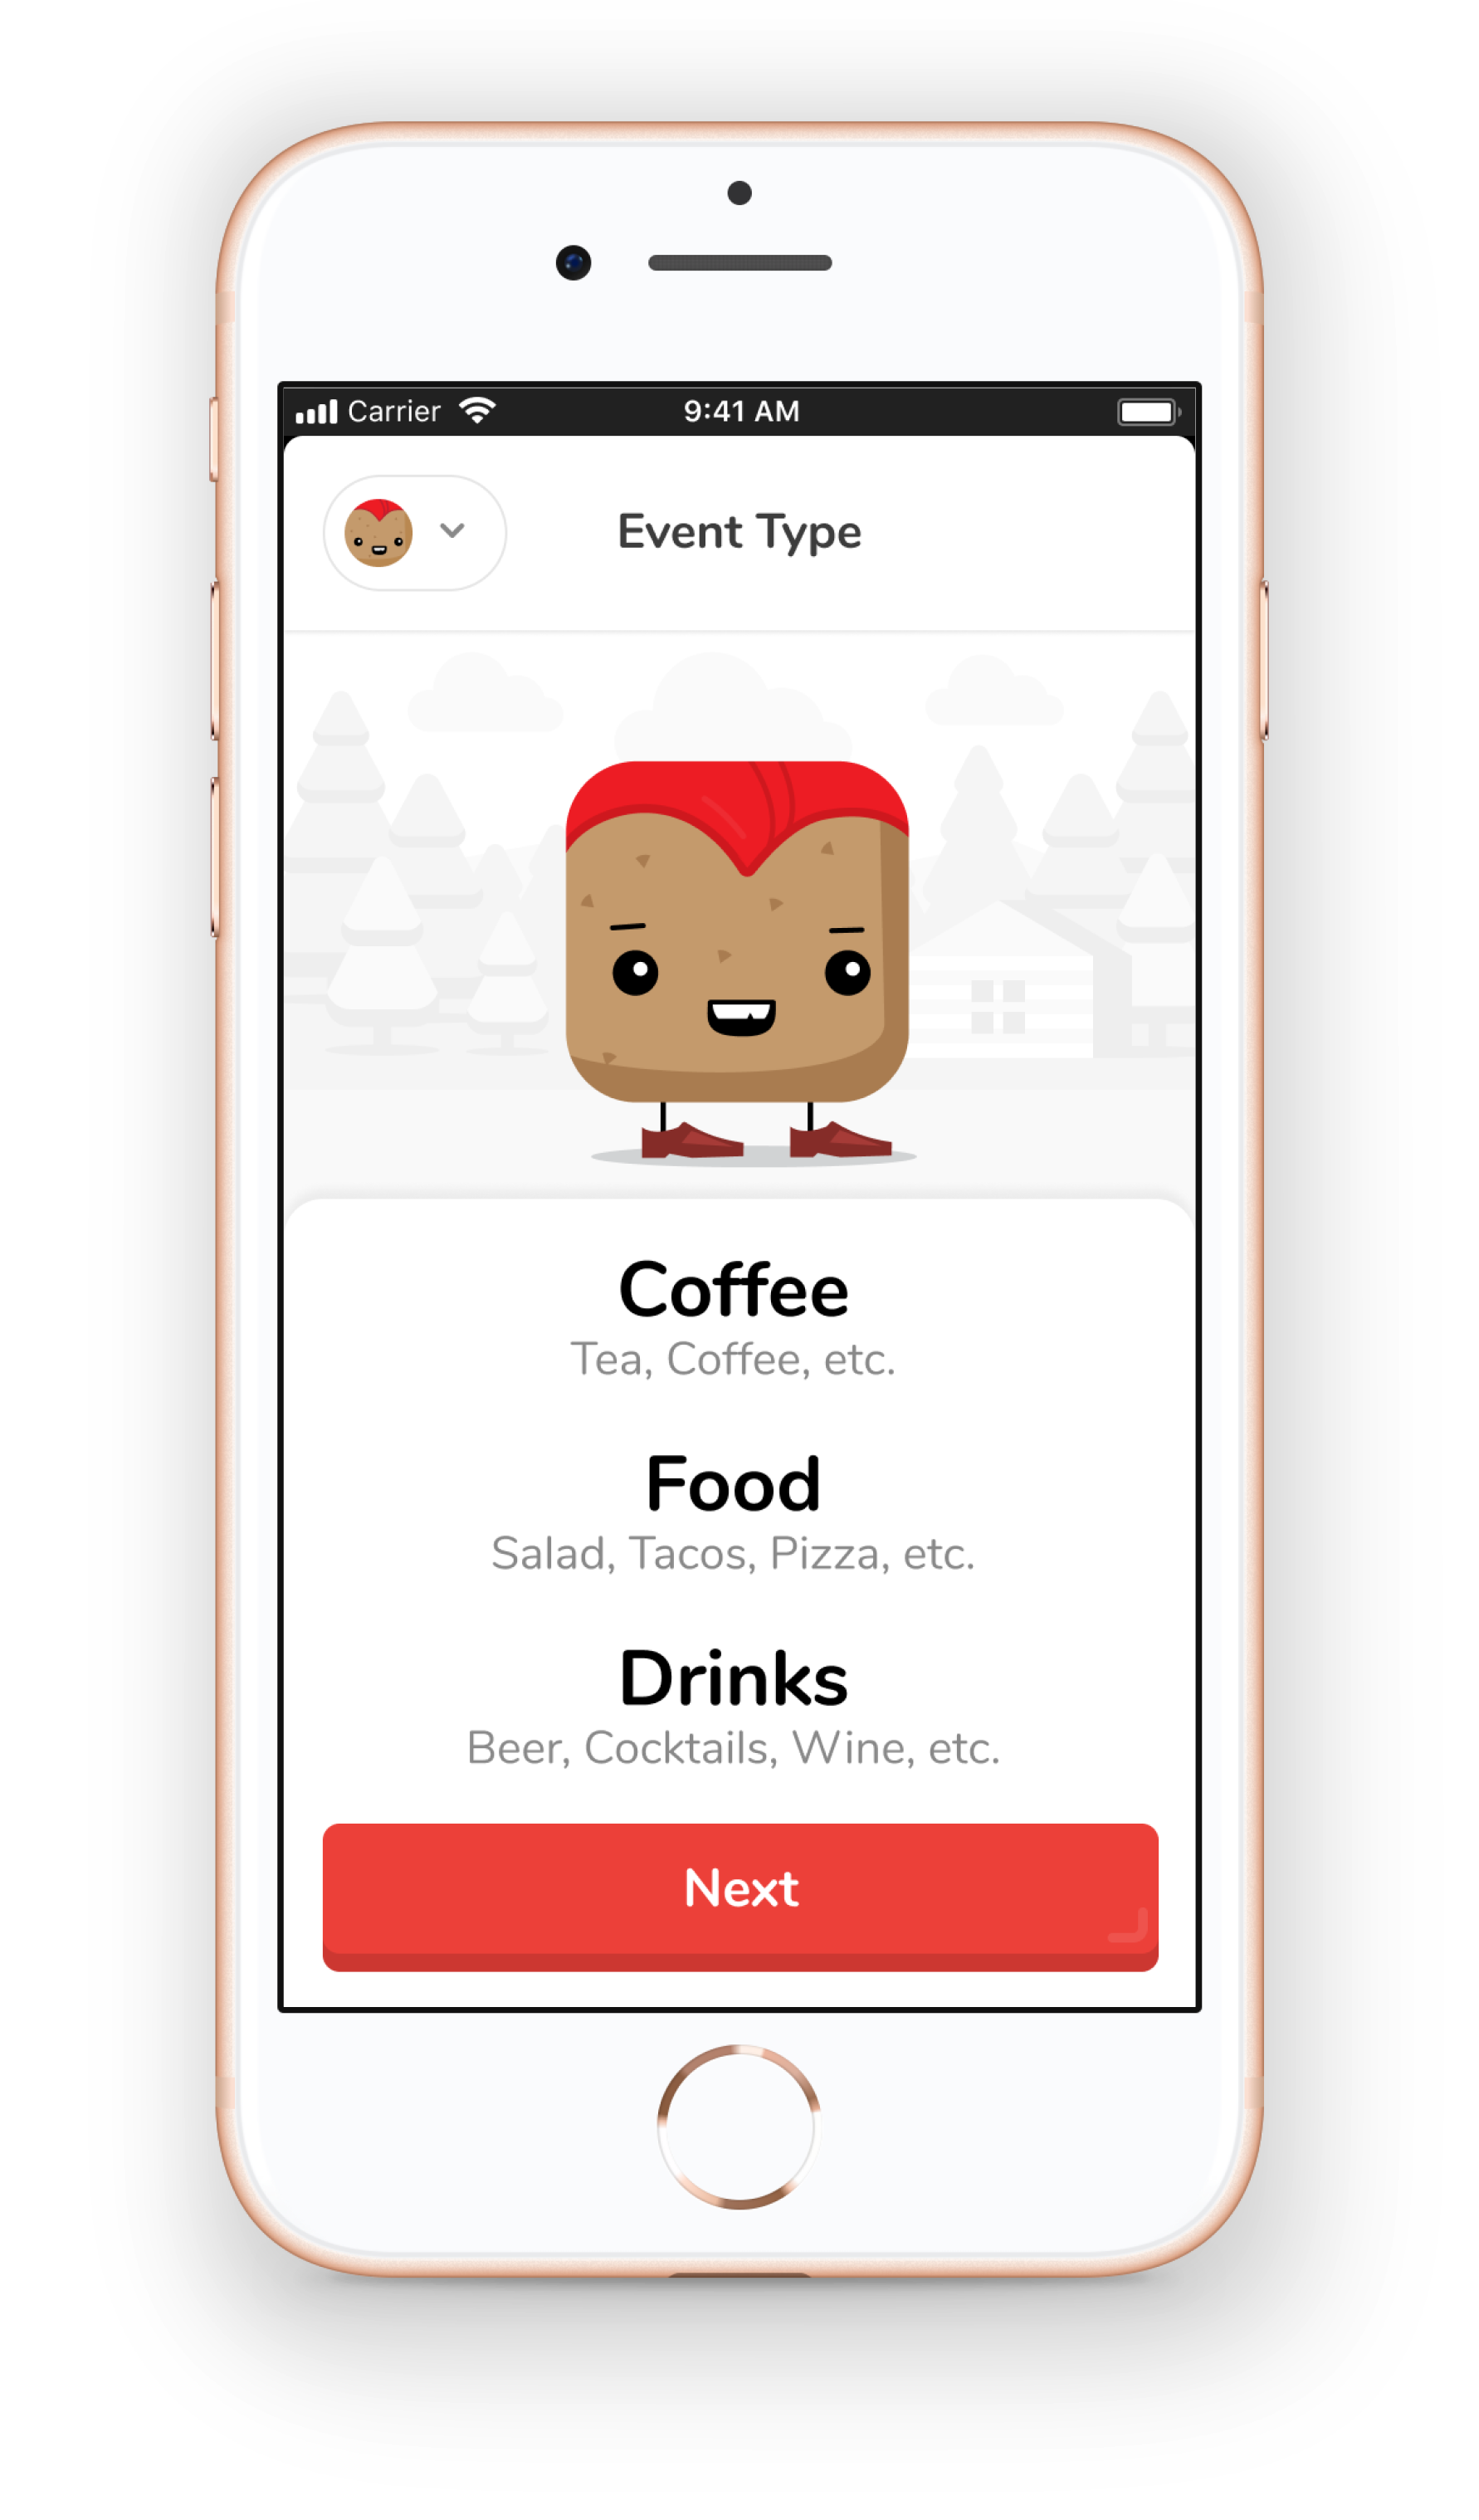 Carrier 9:41 AM
Event Type
Coffee
Tea, Coffee, etc.
Food
Salad, Tacos, Pizza, etc.
Drinks
Beer, Cocktails, Wine, etc.
Next